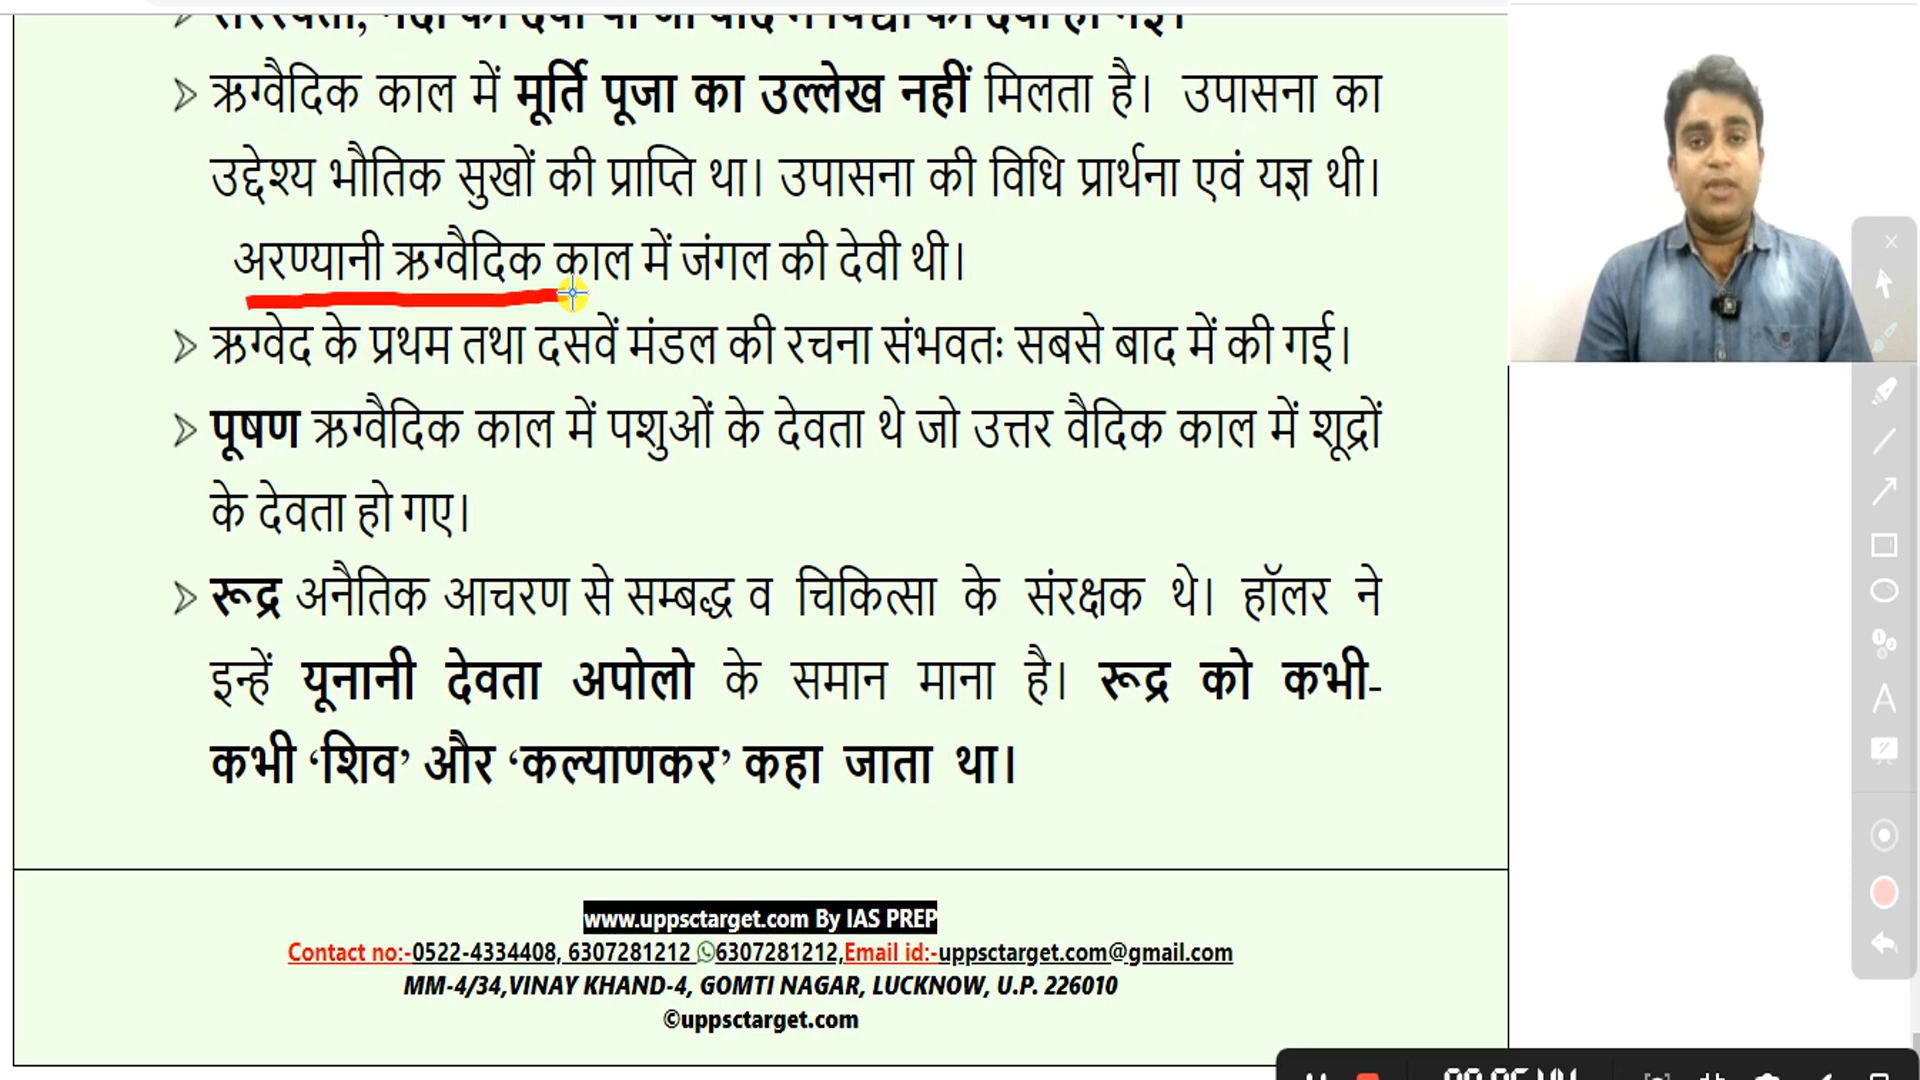 सरस्वती, नदी की देवी थी जो बाद में विद्या की देवी हो गई।
ऋग्वैदिक काल में मूर्ति पूजा का उल्लेख नहीं मिलता है। उपासना का
उद्देश्य भौतिक सुखों की प्राप्ति था। उपासना की विधि प्रार्थना एवं यज्ञ थी।
अरण्यानी ऋग्वैदिक काल में जंगल की देवी थी।
ऋग्वेद के प्रथम तथा दसवें मंडल की रचना संभवतः सबसे बाद में की गई।
पूषण ऋग्वैदिक काल में पशुओं के देवता थे जो उत्तर वैदिक काल में शूद्रों
के देवता हो गए।
रूद्र अनैतिक आचरण से सम्बद्ध व चिकित्सा के संरक्षक थे। हॉलर ने
इन्हें यूनानी देवता अपोलो के समान माना है। रूद्र को कभी-
कभी ‘शिव’ और ‘कल्याणकर’ कहा जाता था।
www.uppsctarget.com By IAS PREP
Contact no:-0522-4334408, 6307281212 6307281212,Email id:-uppsctarget.com@gmail.com
MM-4/34,VINAY KHAND-4, GOMTI NAGAR, LUCKNOW, U.P. 226010
©uppsctarget.com